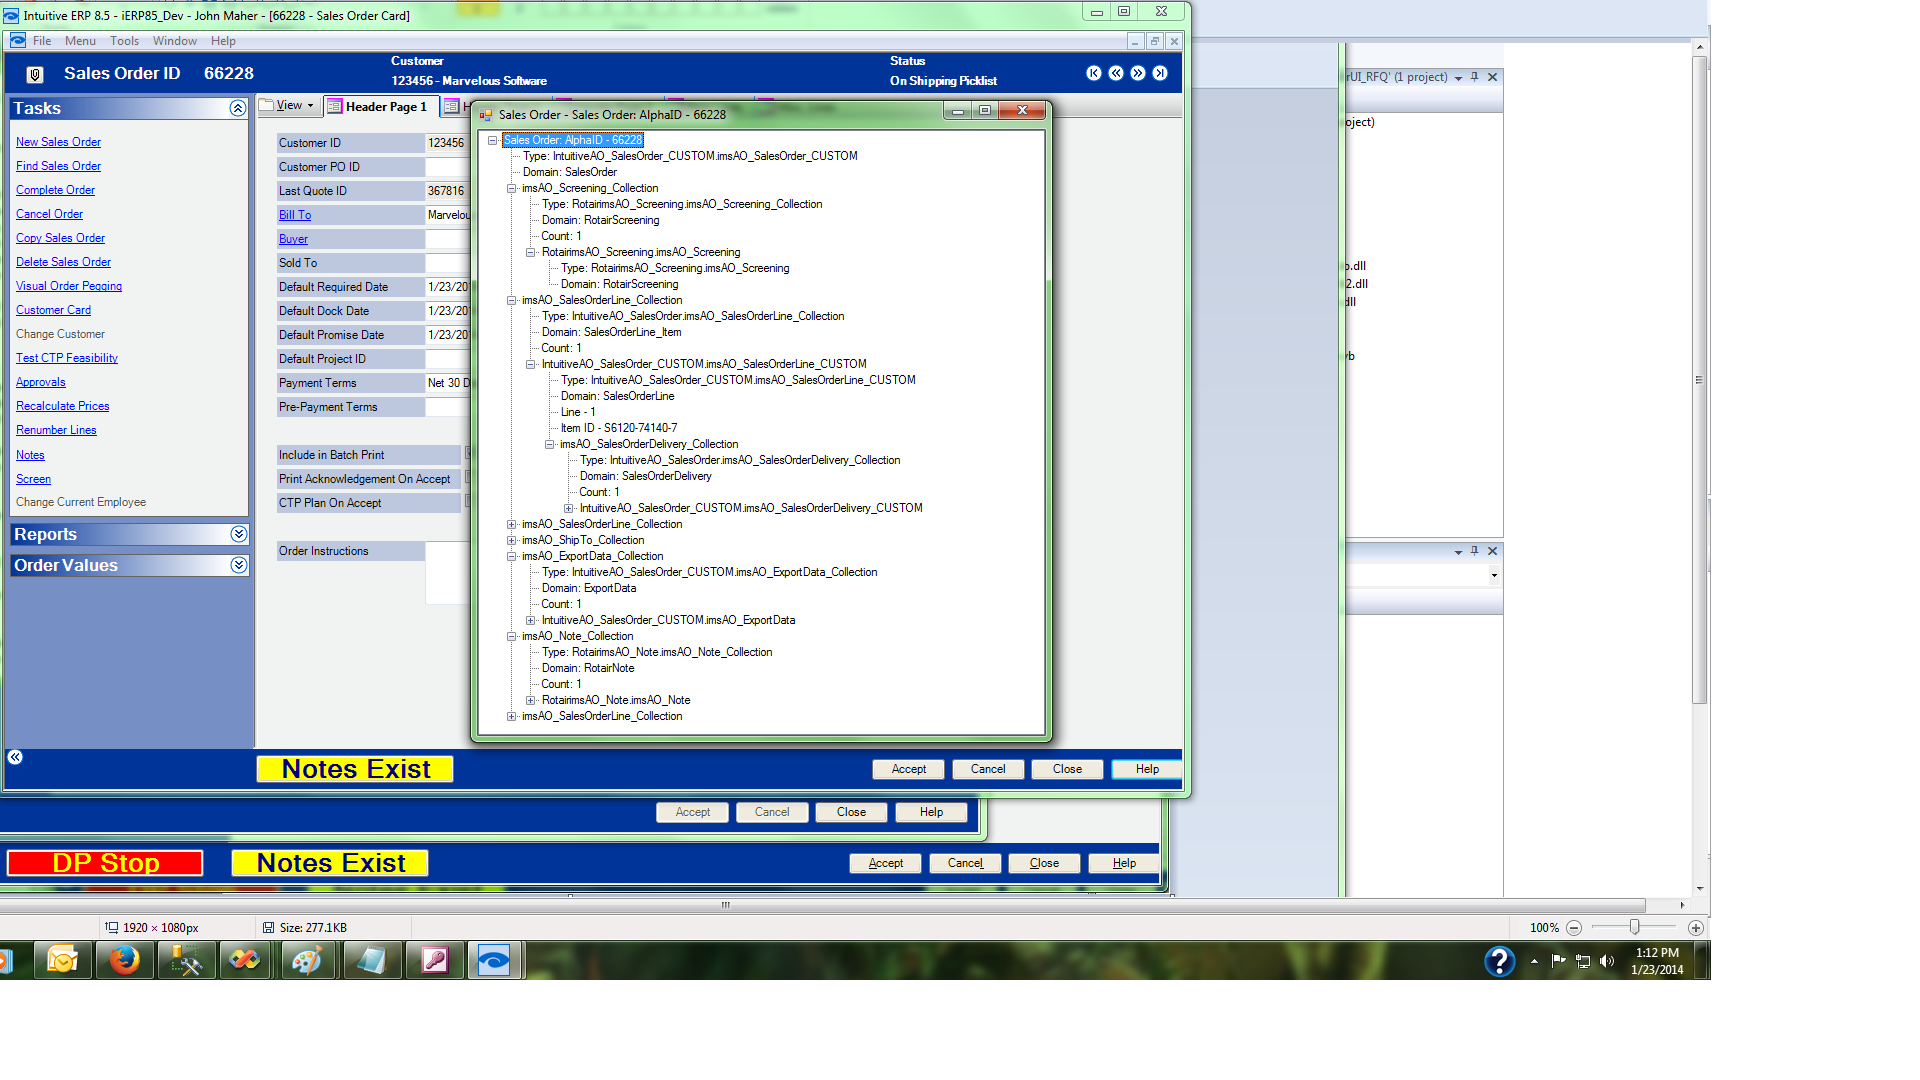 Intuitive ERP 8.5 - iERP85_Dev - John Maher - [66228 - Sales Order Card]
File Menu Tools Window Help
Sales Order ID 66228
Customer
123456 - Marvelous Software
Status
On Shipping Picklist
Tasks
New Sales Order
Find Sales Order
Complete Order
Cancel Order
Copy Sales Order
Delete Sales Order
Visual Order Pegging
Customer Card
Change Customer
Test CTP Feasibility
Approvals
Recalculate Prices
Renumber Lines
Notes
Screen
Change Current Employee
Reports
Order Values
View Header Page 1
Customer ID 123456
Customer PO ID
Last Quote ID 367816
Bill To Marvelou
Buyer
Sold To
Default Required Date 1/23/20
Default Dock Date 1/23/20
Default Promise Date 1/23/20
Default Project ID
Payment Terms Net 30 D
Pre-Payment Terms
Include in Batch Print
Print Acknowledgement On Accept
CTP Plan On Accept
Order Instructions
Sales Order - Sales Order: AlphaID - 66228
Sales Order: AlphaID - 66228
Type: IntuitiveAO_SalesOrder_CUSTOM.imsAO_SalesOrder_CUSTOM
Domain: SalesOrder
imsAO_Screening_Collection
Type: RotairimsAO_Screening.imsAO_Screening_Collection
Domain: RotairScreening
Count: 1
RotairimsAO_Screening.imsAO_Screening
Type: RotairimsAO_Screening.imsAO_Screening
Domain: RotairScreening
imsAO_SalesOrderLine_Collection
Type: IntuitiveAO_SalesOrder.imsAO_SalesOrderLine_Collection
Domain: SalesOrderLine_Item
Count: 1
IntuitiveAO_SalesOrder_CUSTOM.imsAO_SalesOrderLine_CUSTOM
Type: IntuitiveAO_SalesOrder_CUSTOM.imsAO_SalesOrderLine_CUSTOM
Domain: SalesOrderLine
Line - 1
Item ID - S6120-74140-7
imsAO_SalesOrderDelivery_Collection
Type: IntuitiveAO_SalesOrder.imsAO_SalesOrderDelivery_Collection
Domain: SalesOrderDelivery
Count: 1
IntuitiveAO_SalesOrder_CUSTOM.imsAO_SalesOrderDelivery_CUSTOM
imsAO_SalesOrderLine_Collection
imsAO_ShipTo_Collection
imsAO_ExportData_Collection
Type: IntuitiveAO_SalesOrder_CUSTOM.imsAO_ExportData_Collection
Domain: ExportData
Count: 1
IntuitiveAO_SalesOrder_CUSTOM.imsAO_ExportData
imsAO_Note_Collection
Type: RotairimsAO_Note.imsAO_Note_Collection
Domain: RotairNote
Count: 1
RotairimsAO_Note.imsAO_Note
imsAO_SalesOrderLine_Collection
rUI_RFQ' (1 project)
oject)
b.dll
2.dll
dll
vb
Notes Exist Accept Cancel Close Help
Accept Cancel Close Help
DP Stop Notes Exist Accept Cancel Close Help
1920 × 1080px Size: 277.1KB 100%
1:12 PM
1/23/2014